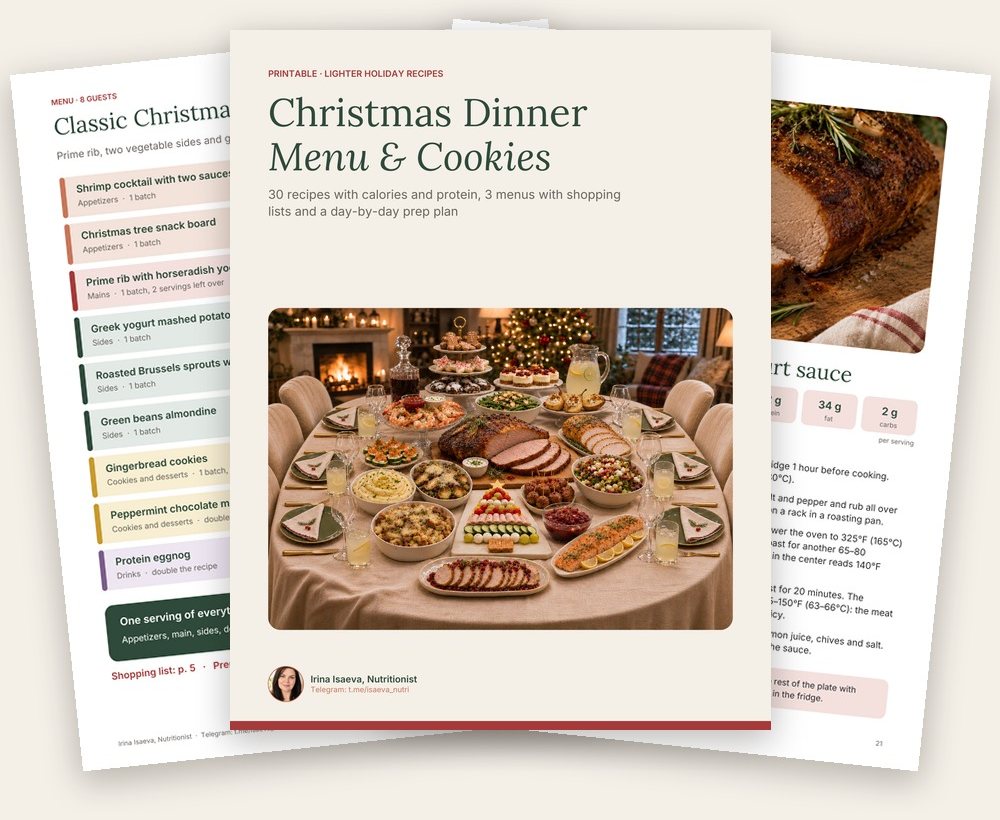 MENU · 8 GUESTS
Classic Christma
Prime rib, two vegetable sides and g
Shrimp cocktail with two sauces
Appetizers · 1 batch
Christmas tree snack board
Appetizers · 1 batch
Prime rib with horseradish yo
Mains · 1 batch, 2 servings left over
Greek yogurt mashed potato
Sides · 1 batch
Roasted Brussels sprouts w
Sides · 1 batch
Green beans almondine
Sides · 1 batch
Gingerbread cookies
Cookies and desserts · 1 batch,
Peppermint chocolate m
Cookies and desserts · double
Protein eggnog
Drinks · double the recipe
One serving of everyt
Appetizers, main, sides, d
Shopping list: p. 5 · Pre
Irina Isaeva, Nutritionist · Telegram:
PRINTABLE · LIGHTER HOLIDAY RECIPES
Christmas Dinner
Menu & Cookies
30 recipes with calories and protein, 3 menus with shopping
lists and a day-by-day prep plan
Irina Isaeva, Nutritionist
Telegram: t.me/isaeva_nutri
urt sauce
g
ein
34 g
fat
2 g
carbs
per serving
idge 1 hour before cooking.
0°C).
lt and pepper and rub all over
on a rack in a roasting pan.
wer the oven to 325°F (165°C)
oast for another 65–80
in the center reads 140°F
st for 20 minutes. The
5–150°F (63–66°C): the meat
icy.
mon juice, chives and salt.
he sauce.
rest of the plate with
in the fridge.
21